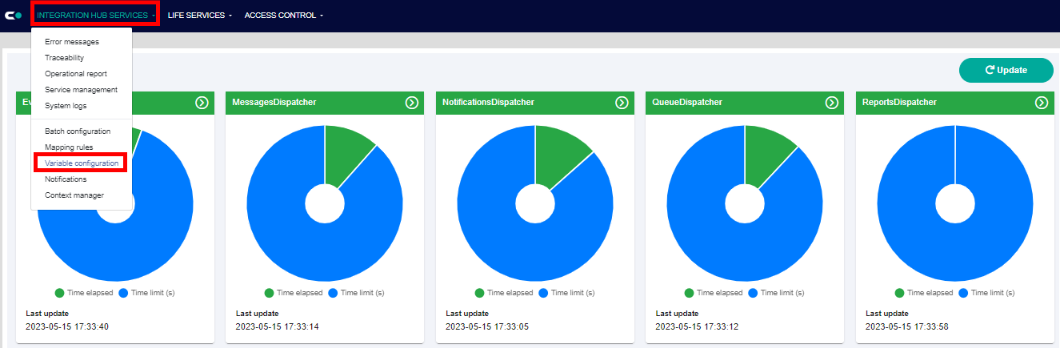 INTEGRATION HUB SERVICES - LIFE SERVICES - ACCESS CONTROL -
Error messages
Traceability
Operational report
Service management
System logs
Batch configuration
Mapping rules
Variable configuration
Notifications
Context manager
Update
MessagesDispatcher
NotificationsDispatcher
QueueDispatcher
ReportsDispatcher
Time elapsed Time limit (s)
Time elapsed Time limit (s)
Time elapsed Time limit (s)
Time elapsed Time limit (s)
Time elapsed Time limit (s)
Last update
2023-05-15 17:33:40
Last update
2023-05-15 17:33:14
Last update
2023-05-15 17:33:05
Last update
2023-05-15 17:33:12
Last update
2023-05-15 17:33:58